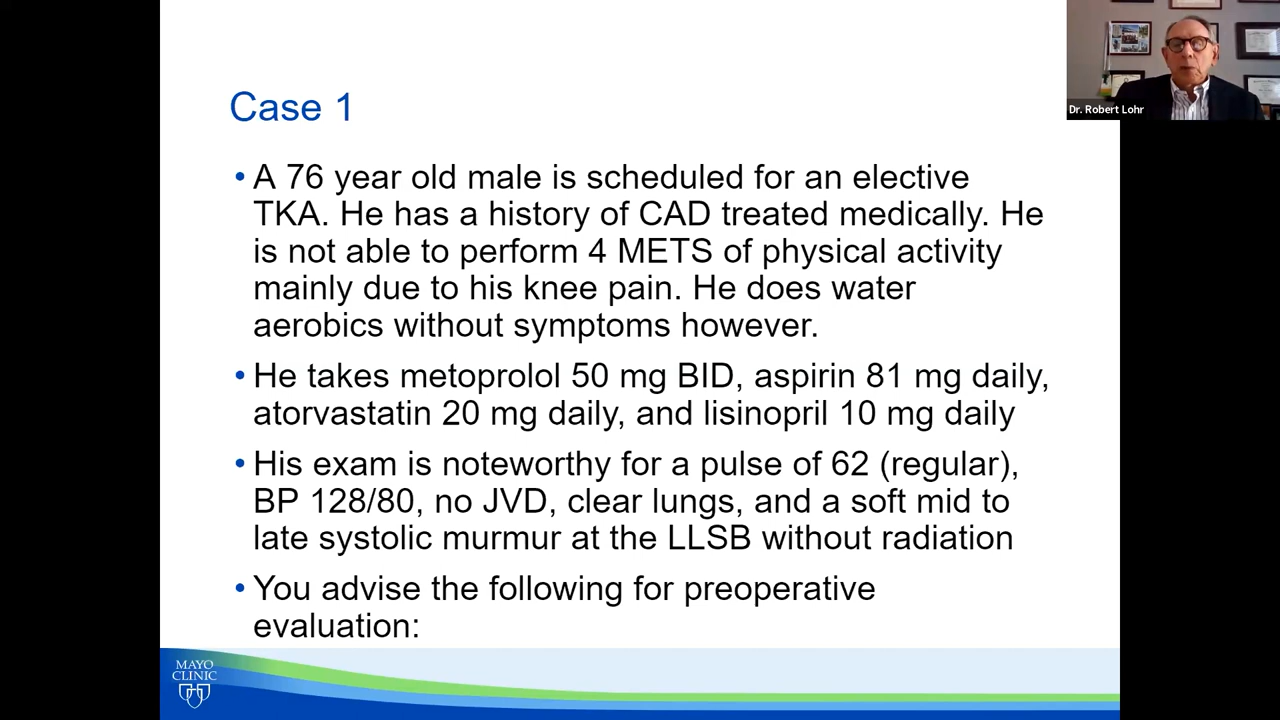 Dr. Robert Lohr
Case 1
• A 76 year old male is scheduled for an elective
TKA. He has a history of CAD treated medically. He
is not able to perform 4 METS of physical activity
mainly due to his knee pain. He does water
aerobics without symptoms however.
• He takes metoprolol 50 mg BID, aspirin 81 mg daily,
atorvastatin 20 mg daily, and lisinopril 10 mg daily
• His exam is noteworthy for a pulse of 62 (regular),
BP 128/80, no JVD, clear lungs, and a soft mid to
late systolic murmur at the LLSB without radiation
• You advise the following for preoperative
evaluation:
MAYO
CLINIC